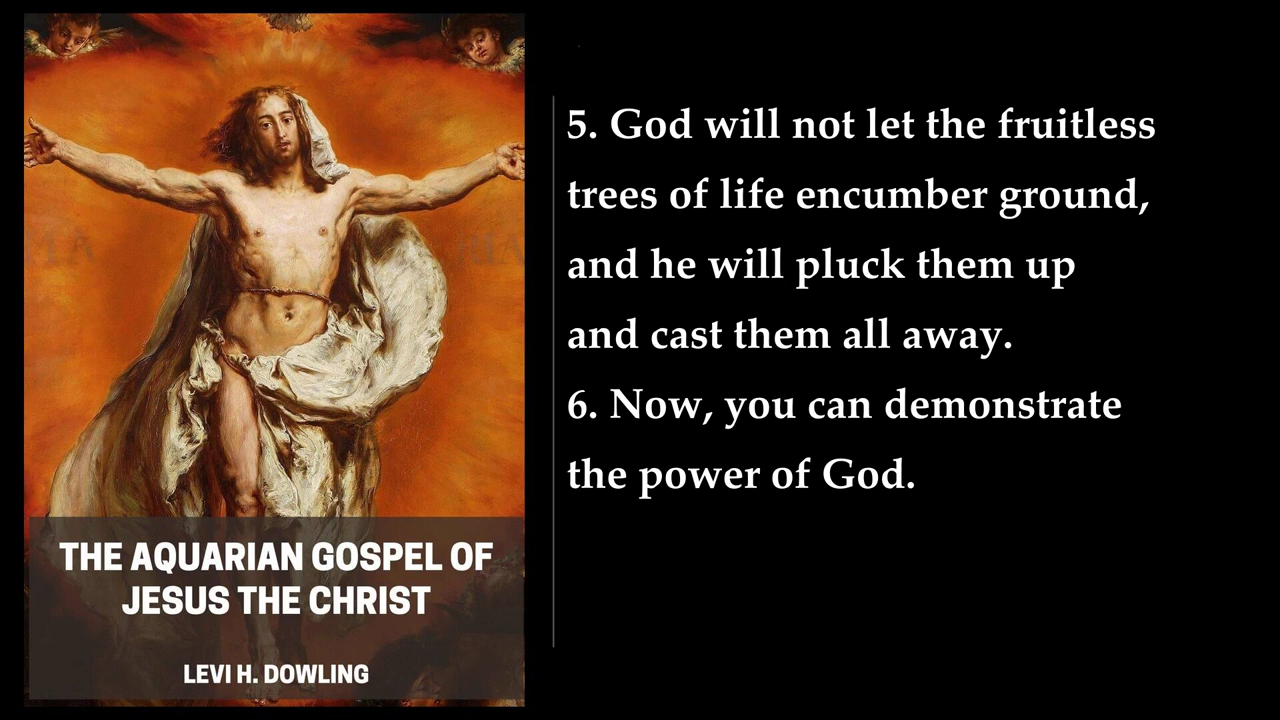 THE AQUARIAN GOSPEL OF
JESUS THE CHRIST
LEVI H. DOWLING
5. God will not let the fruitless
trees of life encumber ground,
and he will pluck them up
and cast them all away.
6. Now, you can demonstrate
the power of God.